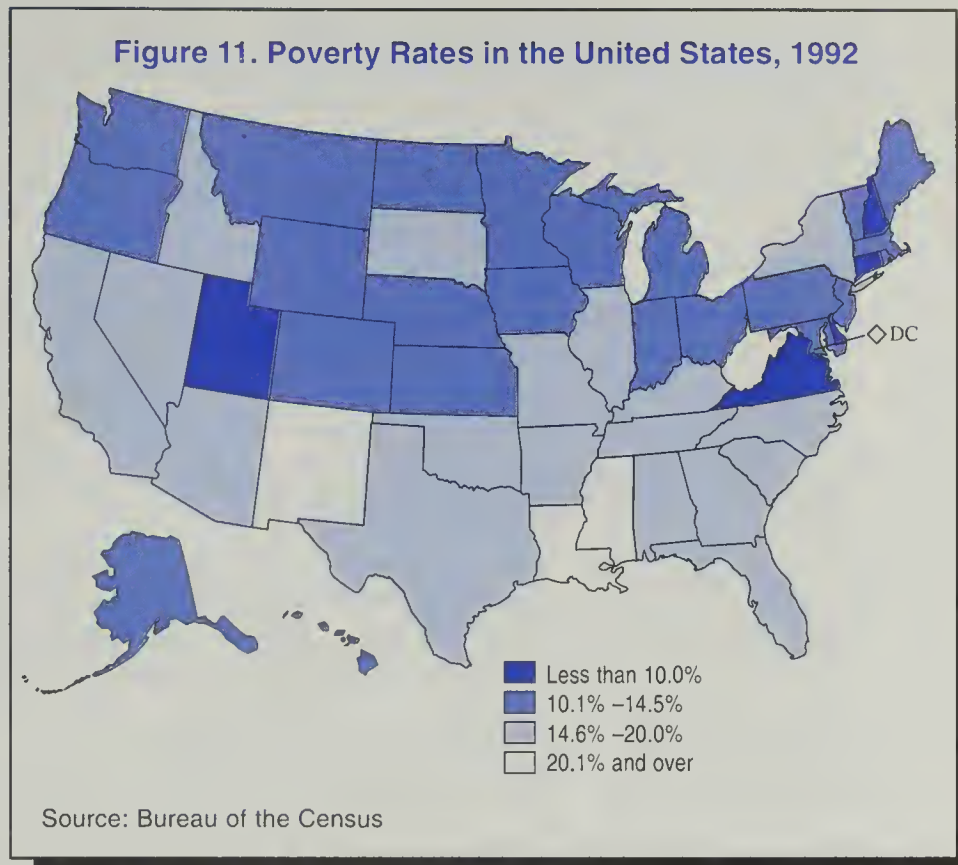 Figure 11. Poverty Rates in the United States, 1992
DC
Less than 10.0%
10.1% –14.5%
14.6% –20.0%
20.1% and over
Source: Bureau of the Census